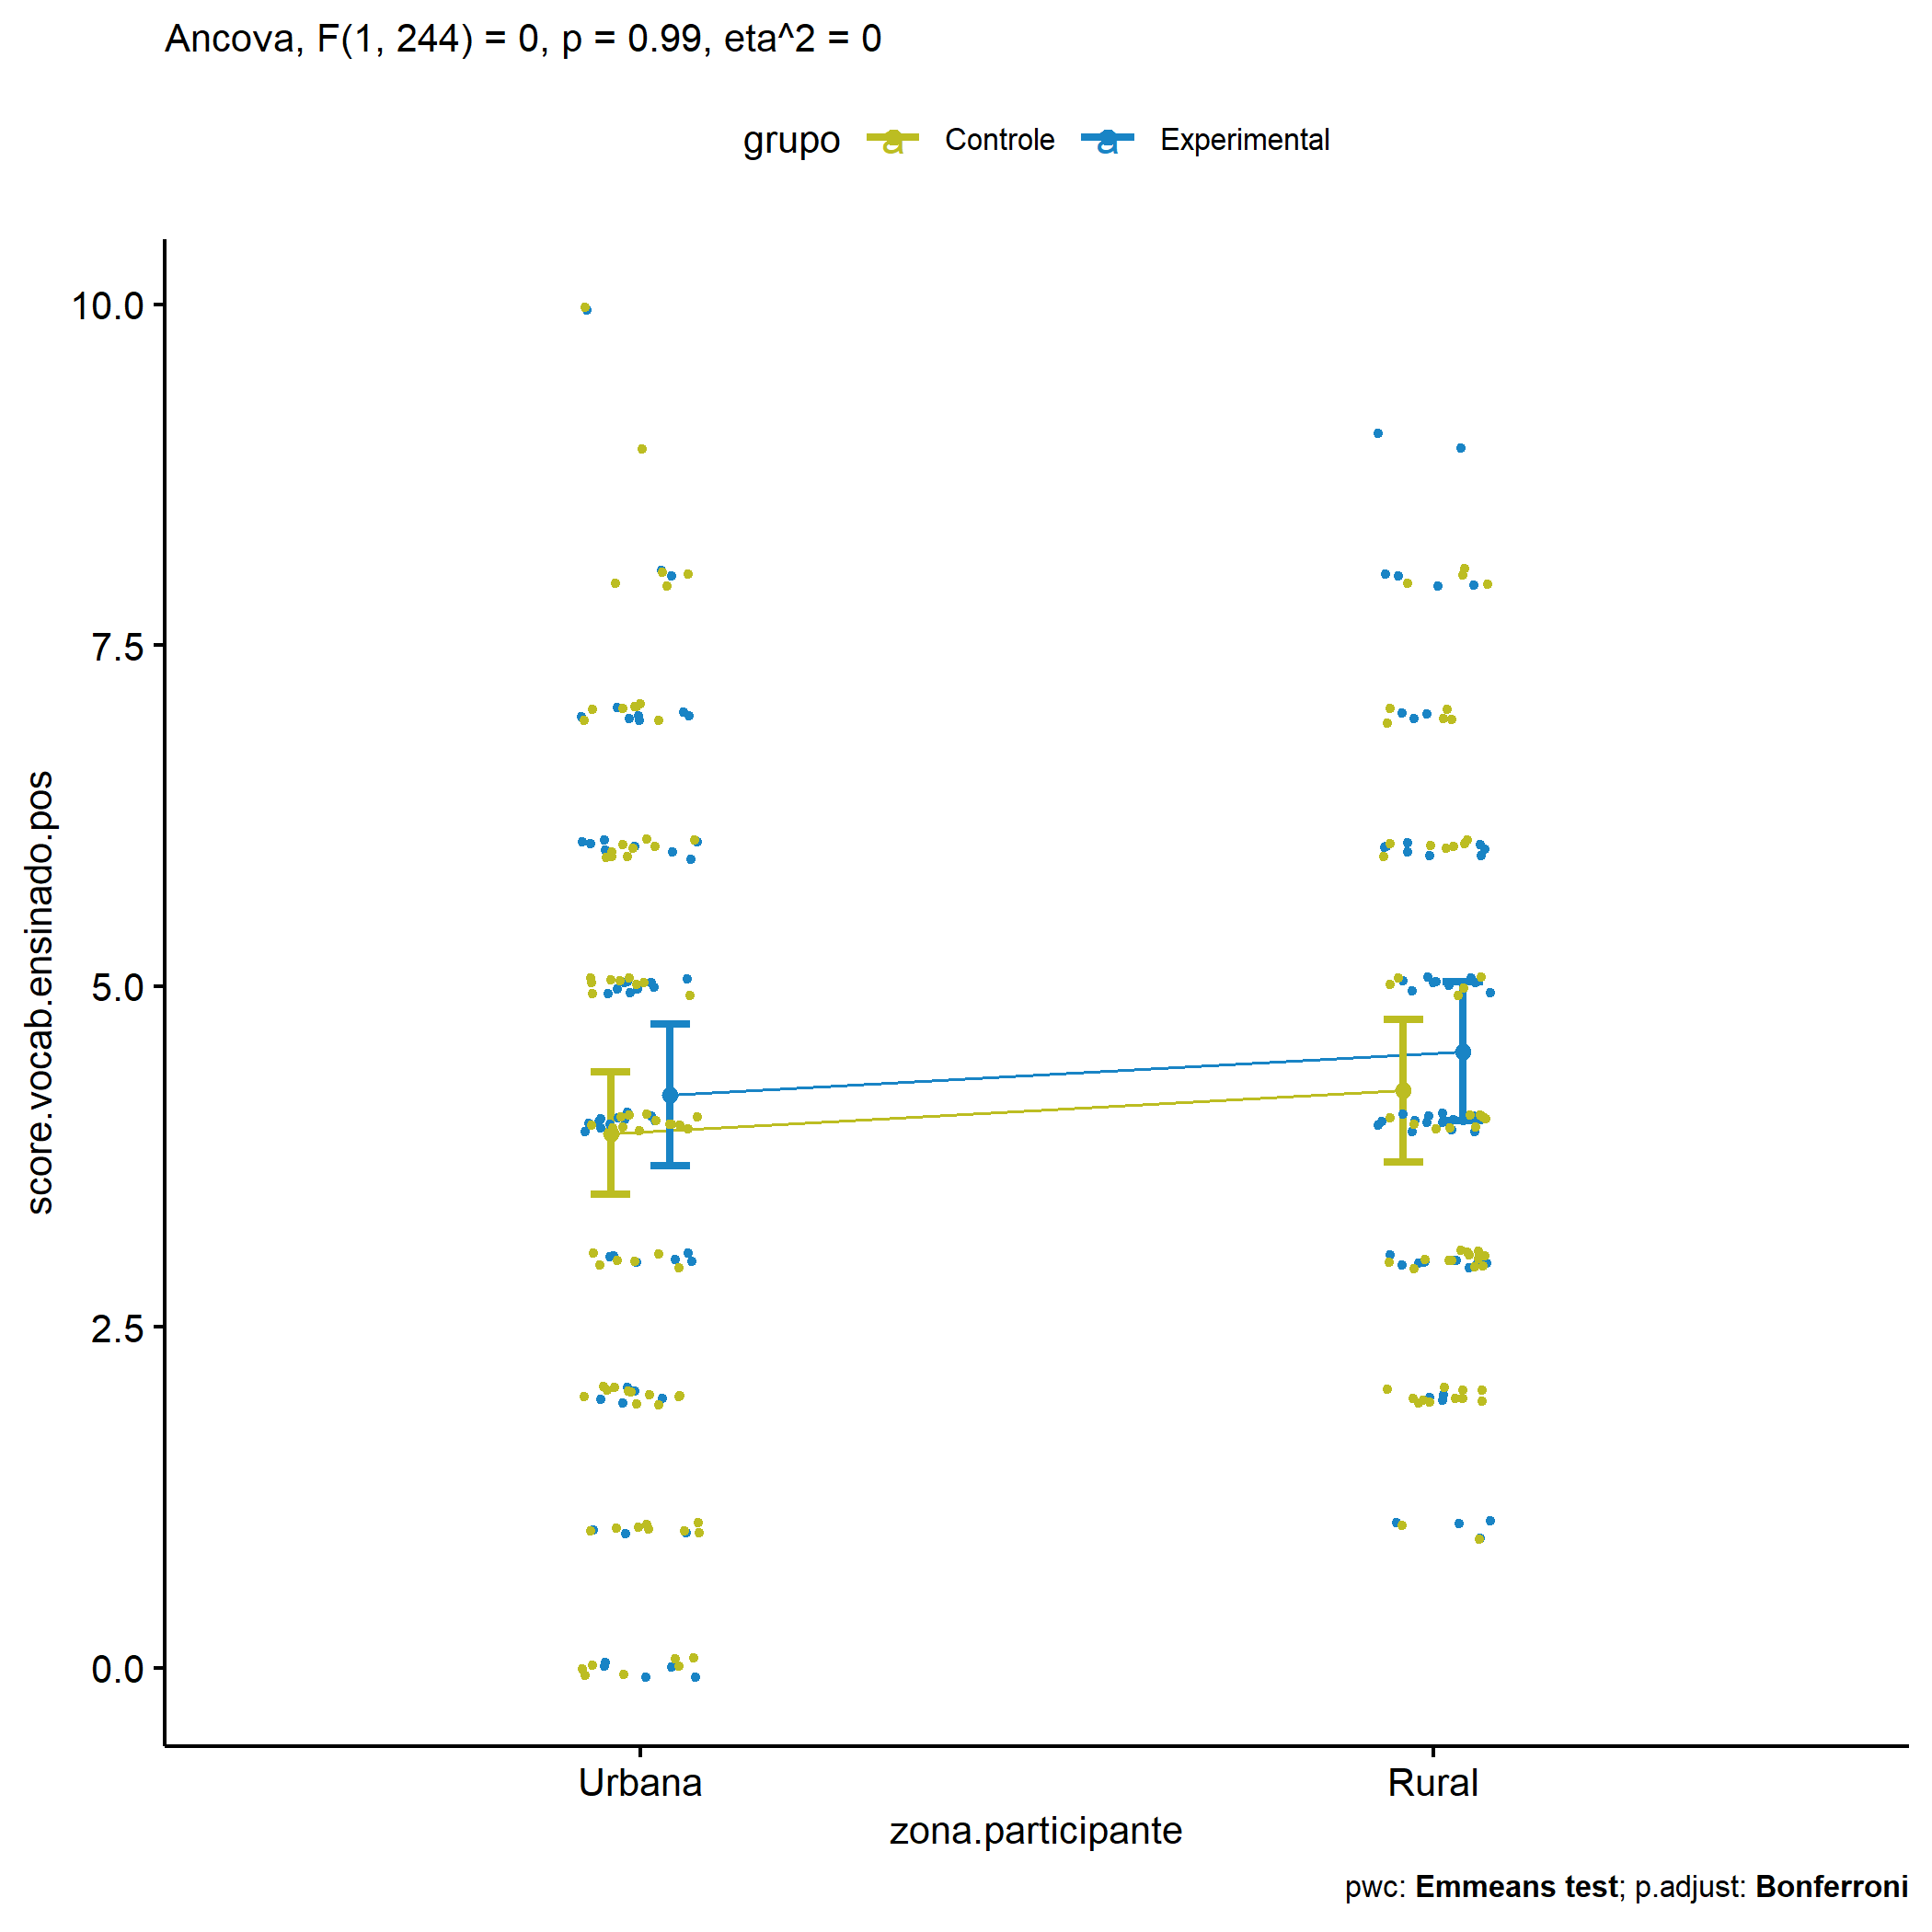 Ancova, F(1, 244) = 0, p = 0.99, eta^2 = 0
grupo a Controle a Experimental
10.0
7.5
5.0
2.5
0.0
score.vocab.ensinado.pos
Urbana Rural
zona.participante
pwc: Emmeans test; p.adjust: Bonferroni